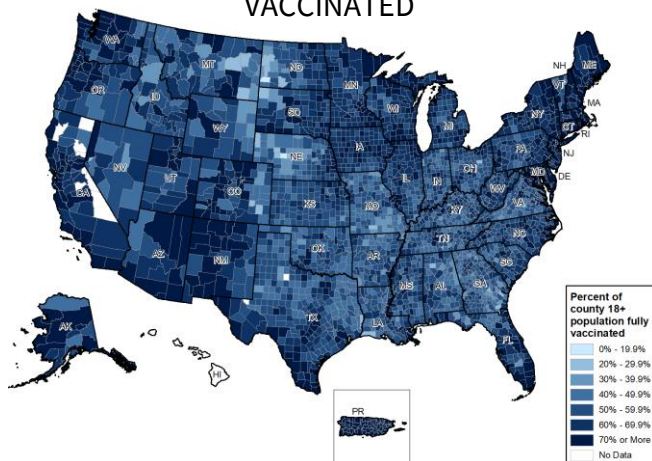 VACCINATED
WA
MT
ND
MN
OR
ID
WY
SD
WI
MI
NH
VT
ME
MA
NY
CT
RI
NV
UT
CO
NE
IA
IL
IN
OH
PA
NJ
MD
DE
WV
VA
CA
KS
MO
KY
AZ
NM
OK
AR
TN
NC
SC
TX
LA
MS
AL
GA
FL
AK
HI
PR
Percent of
county 18+
population fully
vaccinated
0% - 19.9%
20% - 29.9%
30% - 39.9%
40% - 49.9%
50% - 59.9%
60% - 69.9%
70% or More
No Data